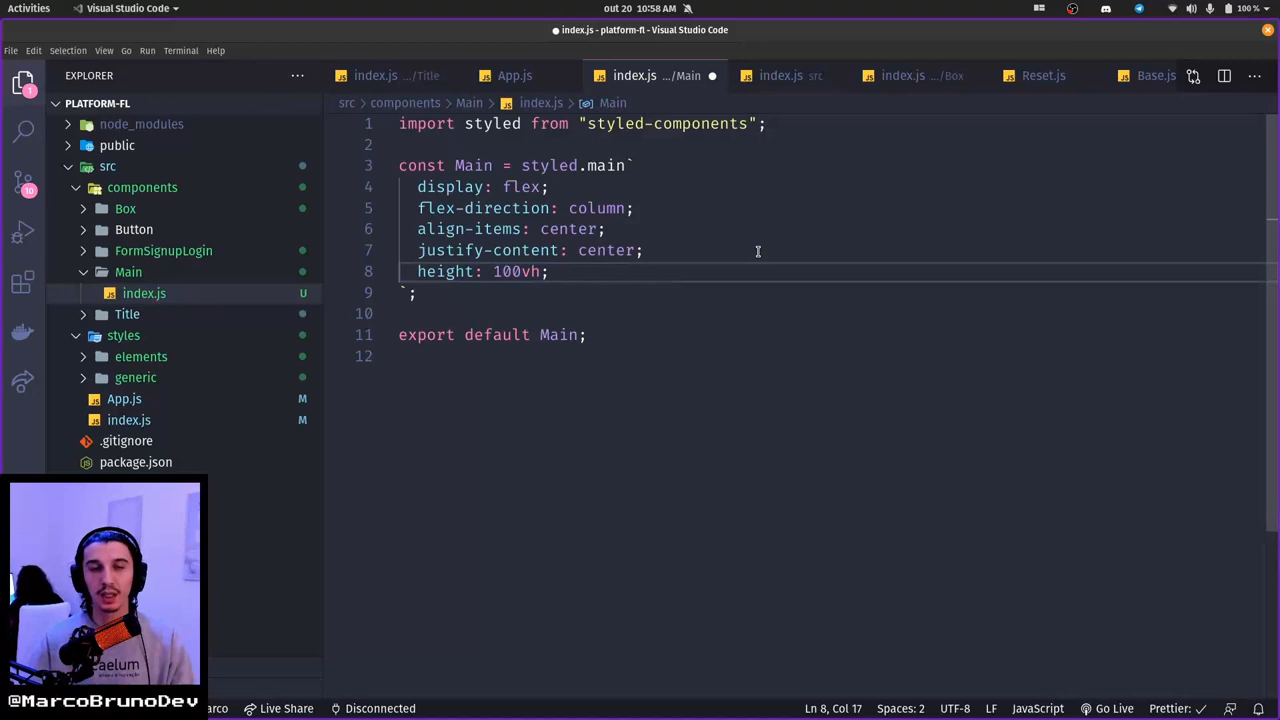 Activities
Visual Studio Code
out 20 10:58 AM
100 %
● index.js - platform-fl - Visual Studio Code
File Edit Selection View Go Run Terminal Help
EXPLORER
index.js .../Title
App.js
index.js .../Main ●
index.js src
index.js .../Box
Reset.js
Base.js
PLATFORM-FL
src > components > Main > index.js > Main
node_modules
public
src
components
Box
Button
FormSignupLogin
Main
index.js U
Title
styles
elements
generic
App.js M
index.js M
.gitignore
package.json
1
10
1 import styled from "styled-components";
2
3 const Main = styled.main`
4 display: flex;
5 flex-direction: column;
6 align-items: center;
7 justify-content: center;
8 height: 100vh;
9 `;
10
11 export default Main;
12
aelum
@MarcoBrunoDev
arco
Live Share
Disconnected
Ln 8, Col 17
Spaces: 2
UTF-8
LF
JavaScript
Go Live
Prettier: ✓